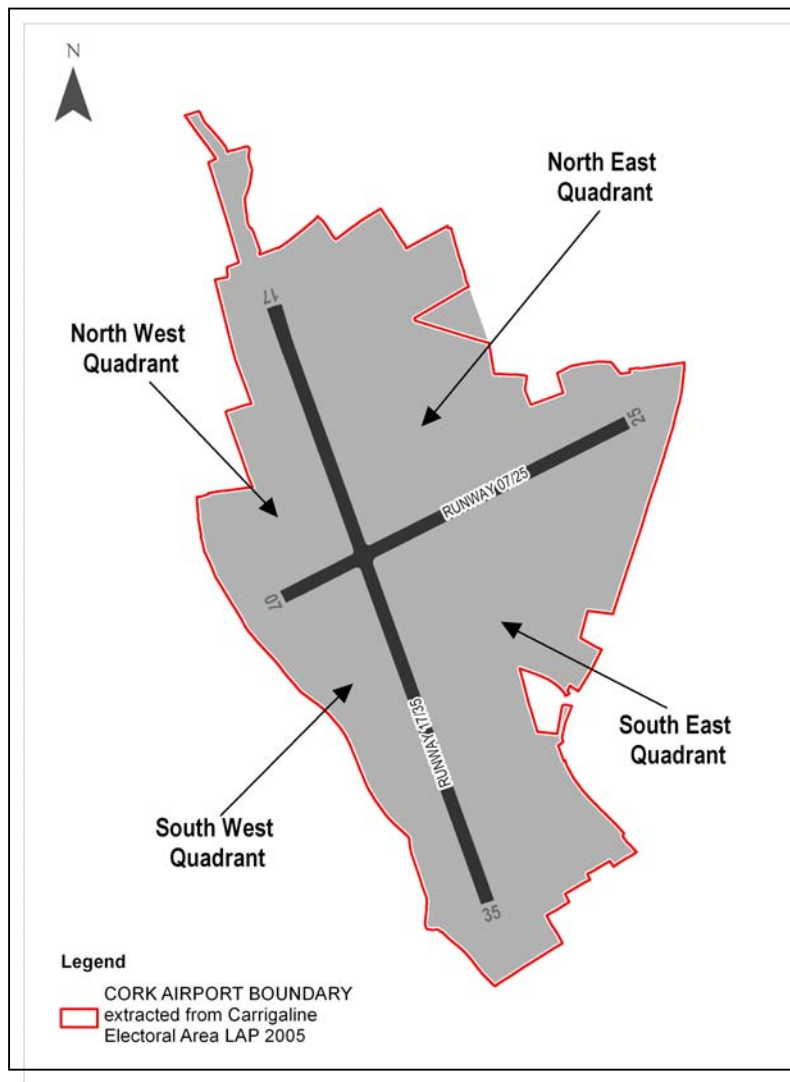 N
North East
Quadrant
17
North West
Quadrant
25
RUNWAY 07/25
07
RUNWAY 17/35
South East
Quadrant
South West
Quadrant
35
Legend
CORK AIRPORT BOUNDARY
extracted from Carrigaline
Electoral Area LAP 2005